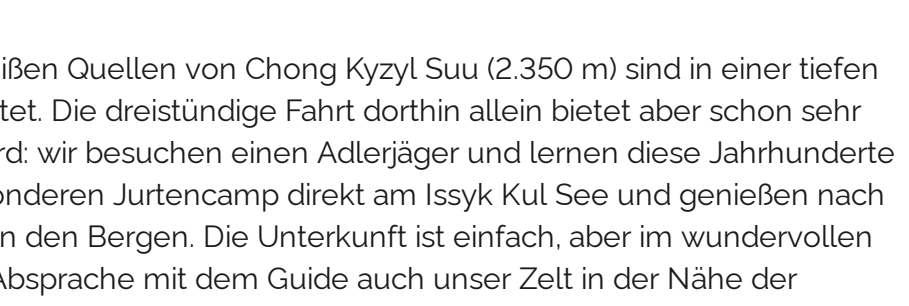 ißen Quellen von Chong Kyzyl Suu (2.350 m) sind in einer tiefen
tet. Die dreistündige Fahrt dorthin allein bietet aber schon sehr
rd: wir besuchen einen Adlerjäger und lernen diese Jahrhunderte
onderen Jurtencamp direkt am Issyk Kul See und genießen nach
n den Bergen. Die Unterkunft ist einfach, aber im wundervollen
Absprache mit dem Guide auch unser Zelt in der Nähe der